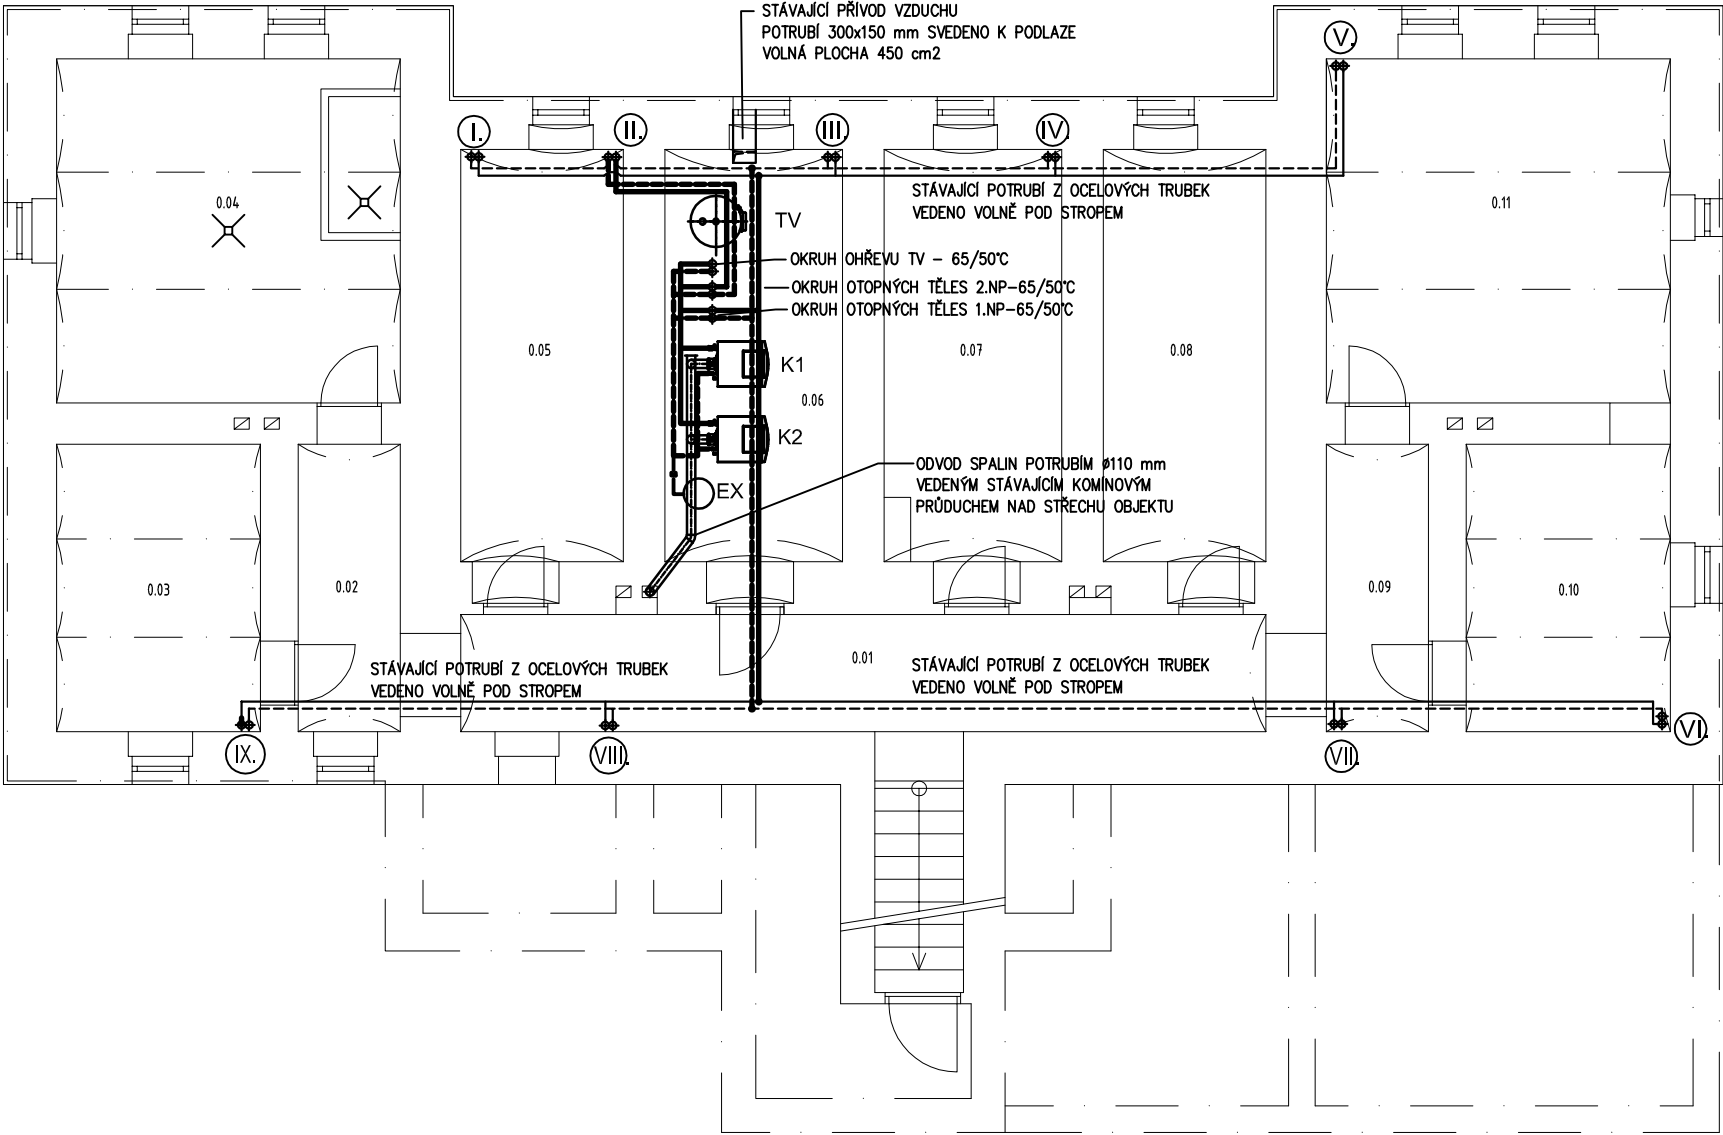 STÁVAJÍCÍ PŘÍVOD VZDUCHU
POTRUBÍ 300x150 mm SVEDENO K PODLAZE
VOLNÁ PLOCHA 450 cm2
V.
I.
II.
III.
IV.
STÁVAJÍCÍ POTRUBÍ Z OCELOVÝCH TRUBEK
VEDENO VOLNĚ POD STROPEM
0.04
0.11
TV
OKRUH OHŘEVU TV - 65/50°C
OKRUH OTOPNÝCH TĚLES 2.NP-65/50°C
OKRUH OTOPNÝCH TĚLES 1.NP-65/50°C
0.05
0.07
0.08
K1
0.06
K2
ODVOD SPALIN POTRUBÍM Ø110 mm
VEDENÝM STÁVAJÍCÍM KOMÍNOVÝM
PRŮDUCHEM NAD STŘECHU OBJEKTU
EX
0.03
0.02
0.09
0.10
0.01
STÁVAJÍCÍ POTRUBÍ Z OCELOVÝCH TRUBEK
VEDENO VOLNĚ POD STROPEM
STÁVAJÍCÍ POTRUBÍ Z OCELOVÝCH TRUBEK
VEDENO VOLNĚ POD STROPEM
IX.
VIII.
VII.
VI.